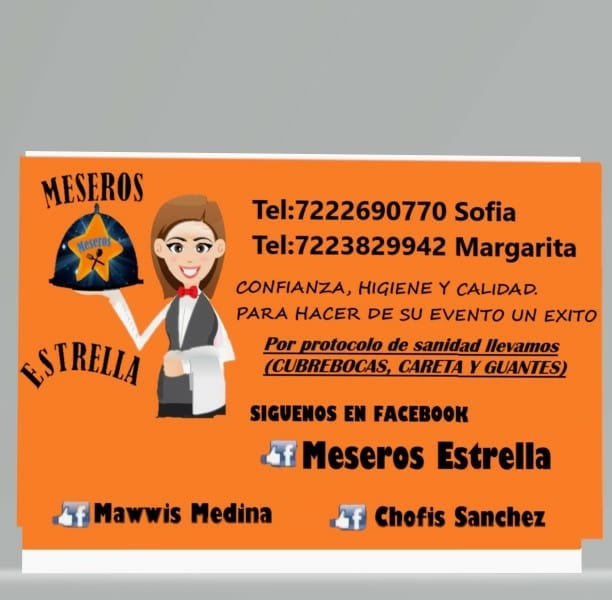 MESEROS
Meseros
ESTRELLA
Tel:7222690770 Sofia
Tel:7223829942 Margarita
CONFIANZA, HIGIENE Y CALIDAD.
PARA HACER DE SU EVENTO UN EXITO
Por protocolo de sanidad llevamos
(CUBREBOCAS, CARETA Y GUANTES)
SIGUENOS EN FACEBOOK
f Meseros Estrella
f Mawwis Medina
f Chofis Sanchez